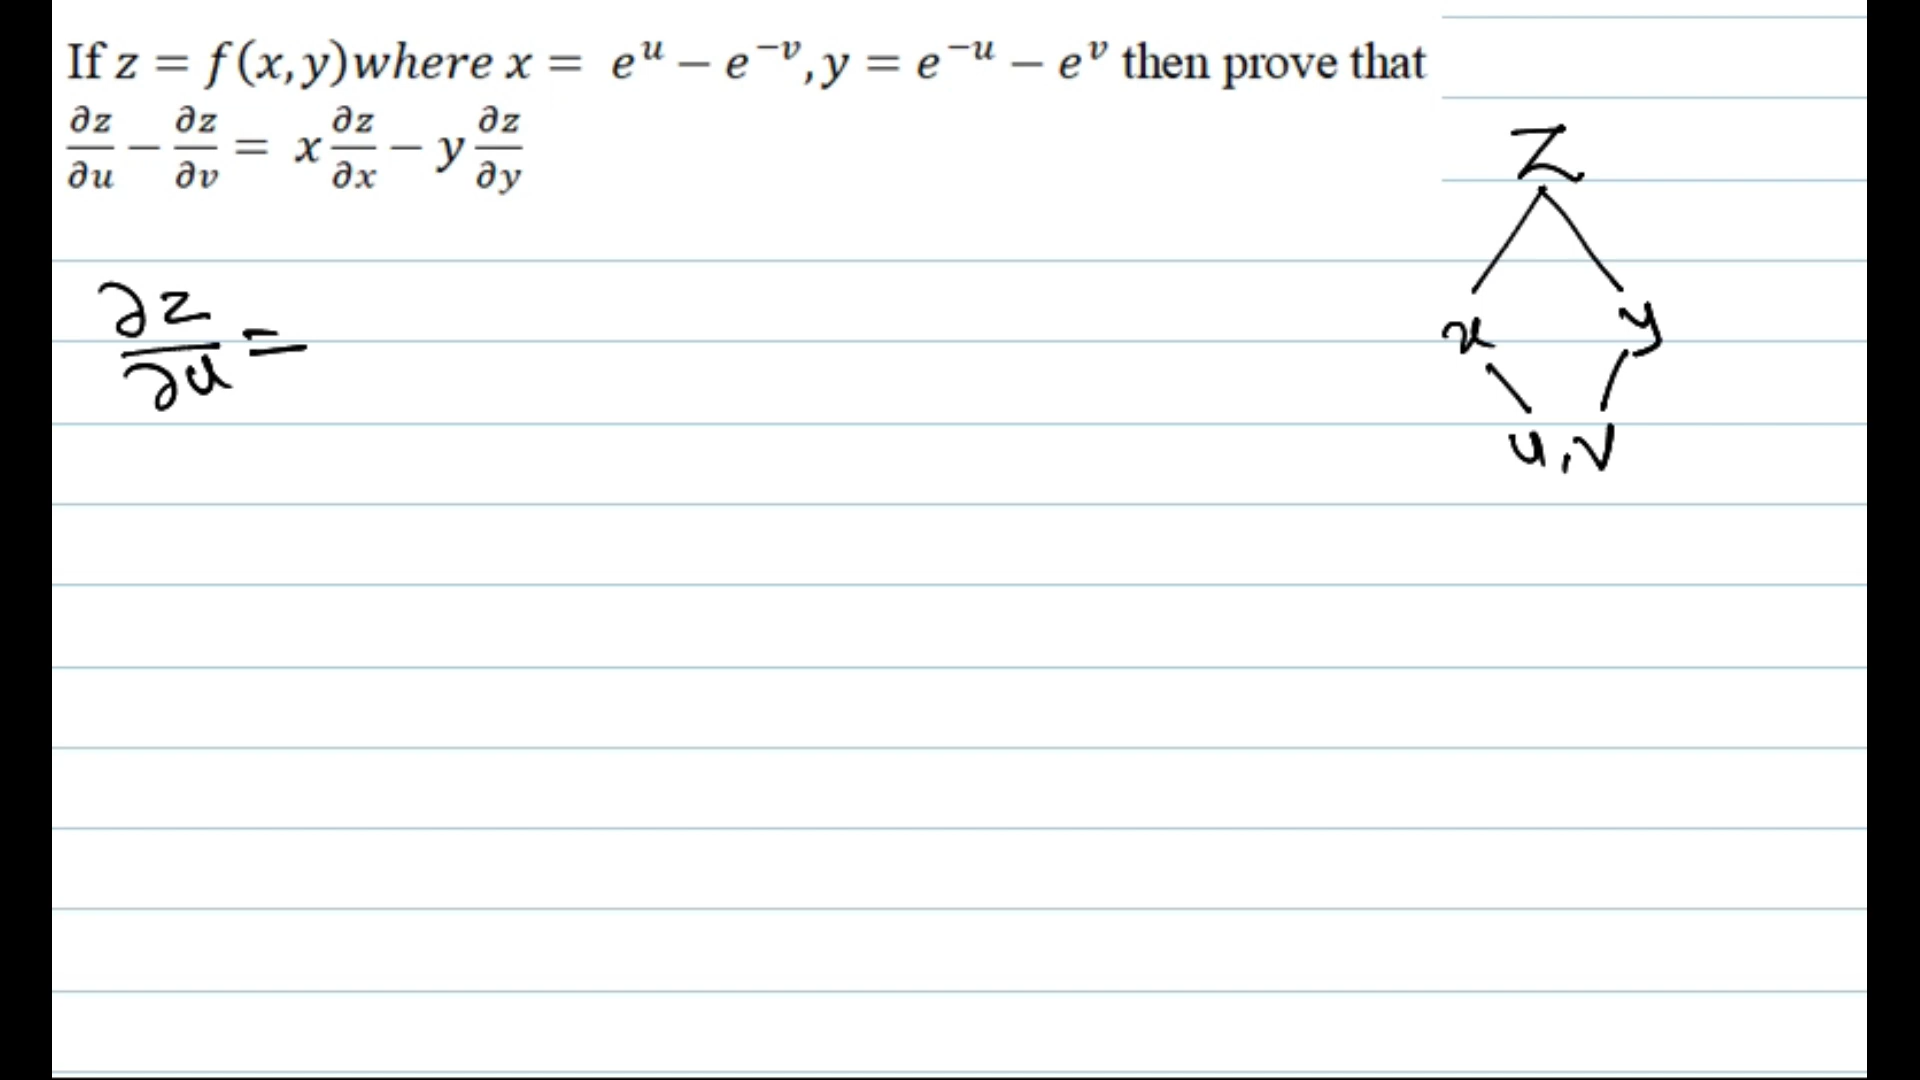 If z = f(x,y)where x = e^u − e^−v, y = e^−u − e^v then prove that
∂z/∂u − ∂z/∂v = x ∂z/∂x − y ∂z/∂y
Z
∂z/∂u =
x y
u, v